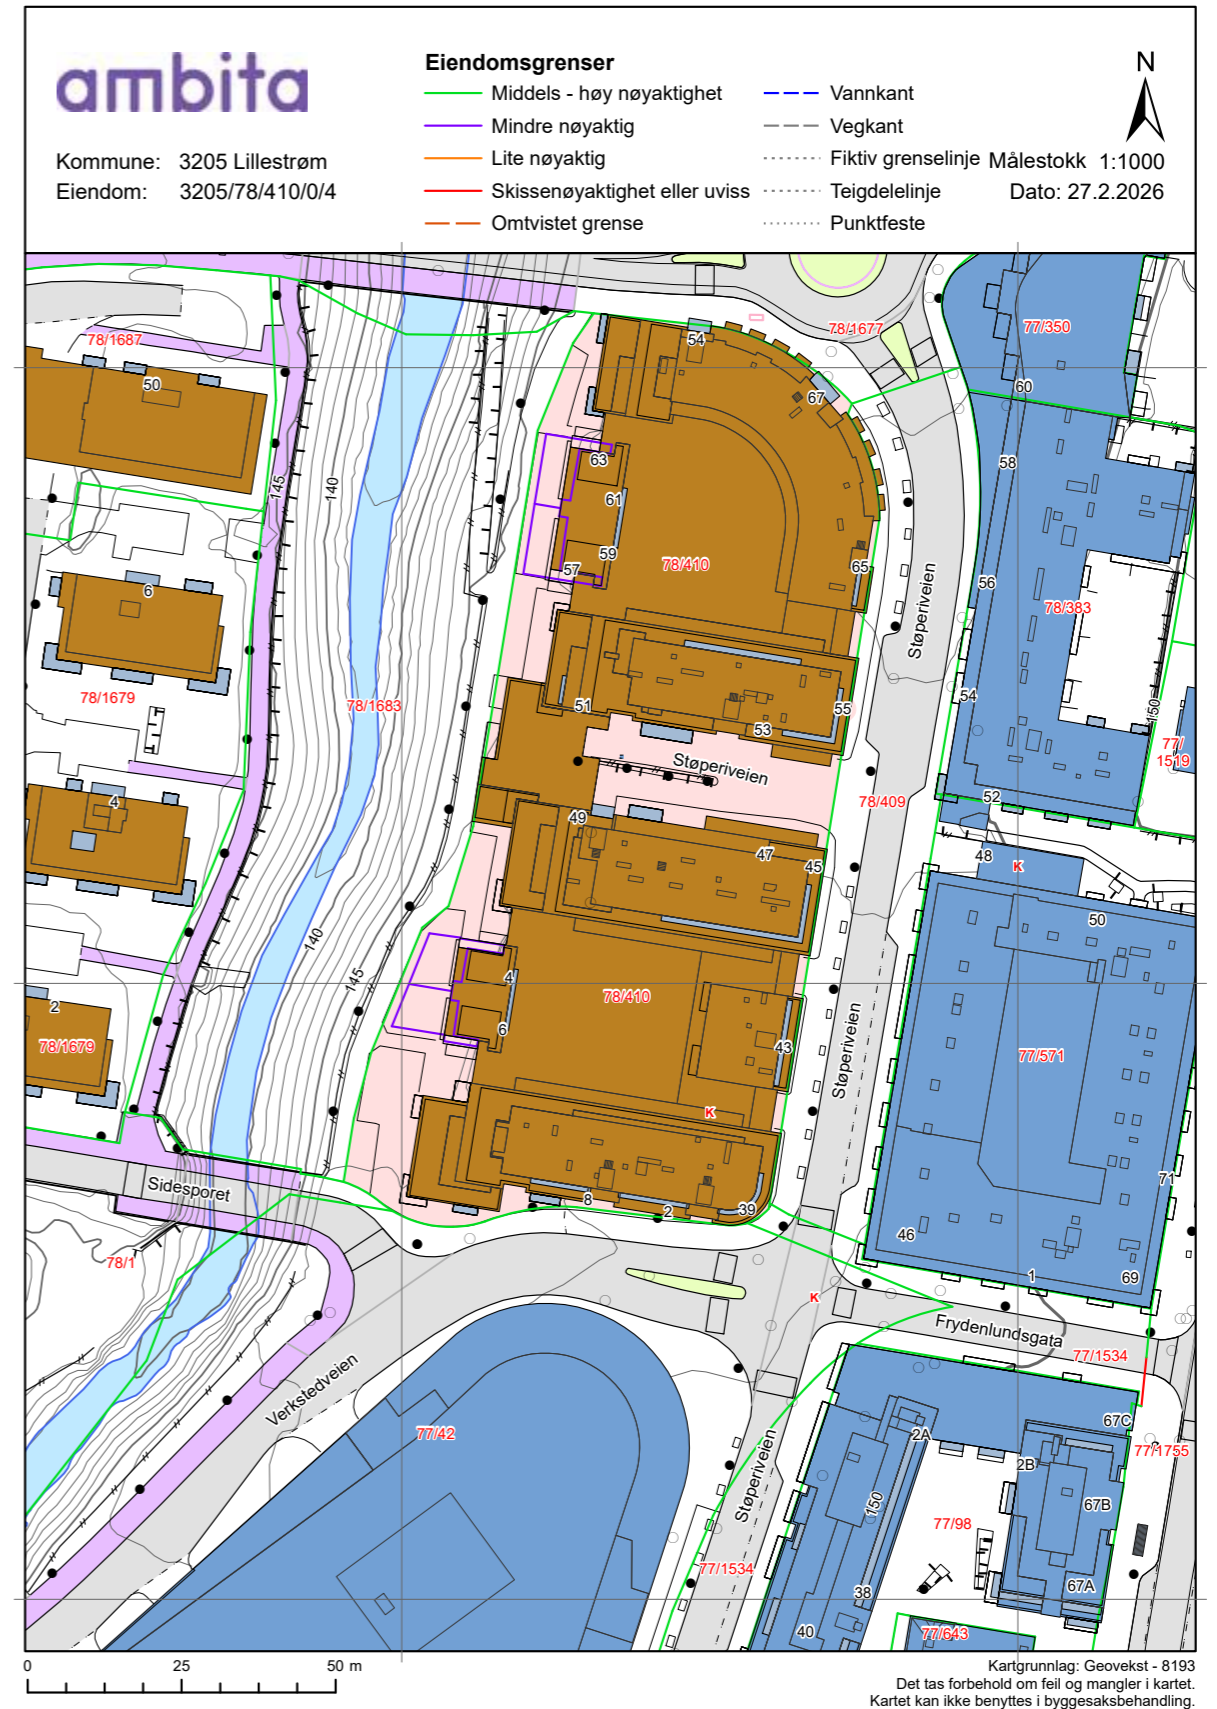 ambita
Kommune: 3205 Lillestrøm
Eiendom: 3205/78/410/0/4
Eiendomsgrenser
Middels - høy nøyaktighet
Mindre nøyaktig
Lite nøyaktig
Skissenøyaktighet eller uviss
Omtvistet grense
Vannkant
Vegkant
Fiktiv grenselinje
Teigdelelinje
Punktfeste
N
Målestokk 1:1000
Dato: 27.2.2026
78/1687
50
54
67
78/1677
77/350
60
145
140
63
61
59
57
78/410
65
58
56
Støperiveien
78/383
6
78/1679
78/1683
51
53
55
54
150
77/
1519
Støperiveien
78/409
52
4
49
47
45
48
K
50
140
145
4
6
78/410
43
Støperiveien
77/571
2
78/1679
K
71
Sidesporet
8
2
39
46
78/1
1
69
K
Frydenlundsgata
77/1534
Verkstedveien
77/42
2A
67C
77/1755
2B
Støperiveien
150
67B
77/98
77/1534
38
67A
40
77/643
0 25 50 m
Kartgrunnlag: Geovekst - 8193
Det tas forbehold om feil og mangler i kartet.
Kartet kan ikke benyttes i byggesaksbehandling.